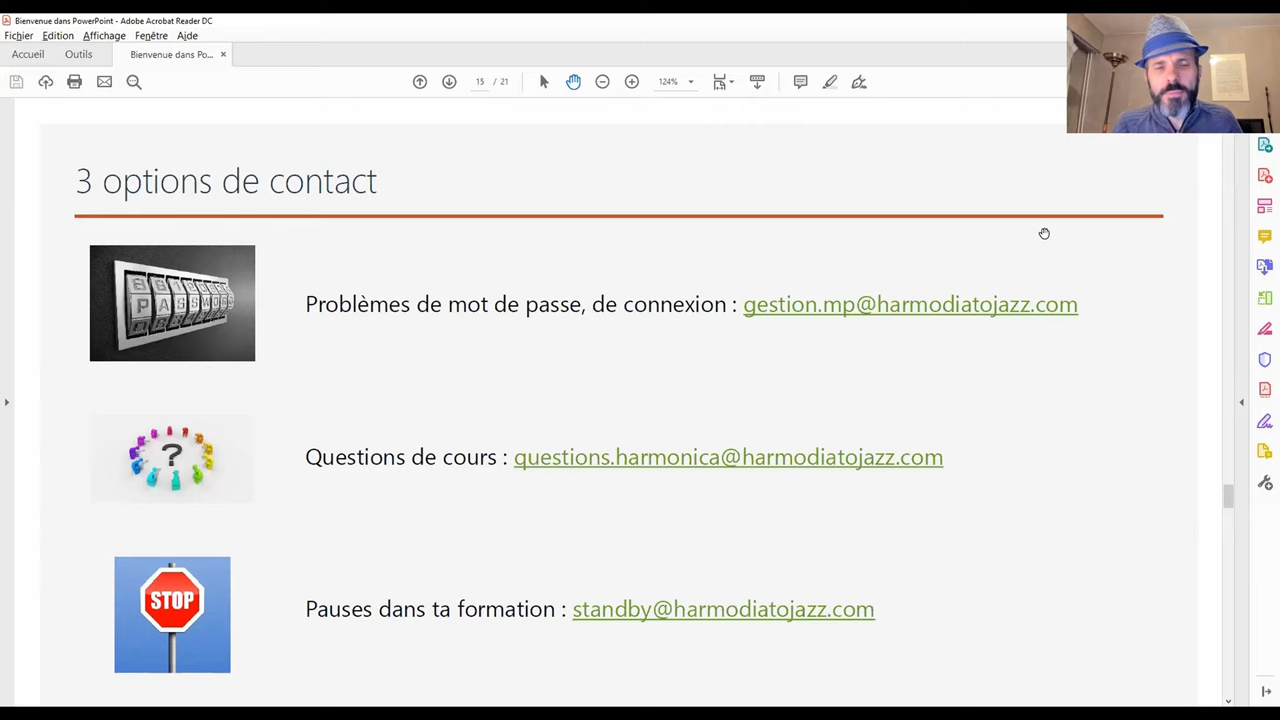 Bienvenue dans PowerPoint - Adobe Acrobat Reader DC
Fichier Edition Affichage Fenêtre Aide
Accueil Outils Bienvenue dans Po... ×
15 / 21 124%
3 options de contact
PASSWORD
Problèmes de mot de passe, de connexion : gestion.mp@harmodiatojazz.com
?
Questions de cours : questions.harmonica@harmodiatojazz.com
STOP
Pauses dans ta formation : standby@harmodiatojazz.com